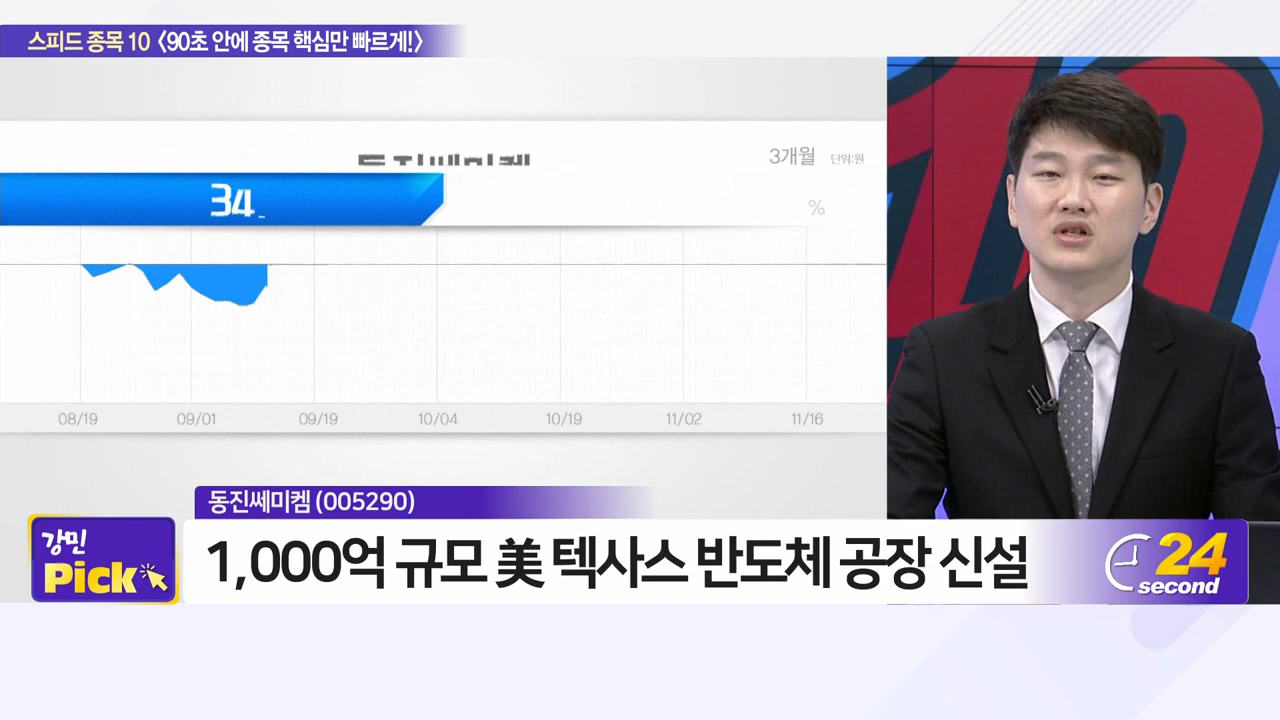 스피드 종목 10 <90초 안에 종목 핵심만 빠르게!>
3개월 단위:원
34
%
08/19 09/01 09/19 10/04 10/19 11/02 11/16
동진쎄미켐 (005290)
강민
Pick
1,000억 규모 美 텍사스 반도체 공장 신설
24
second
10